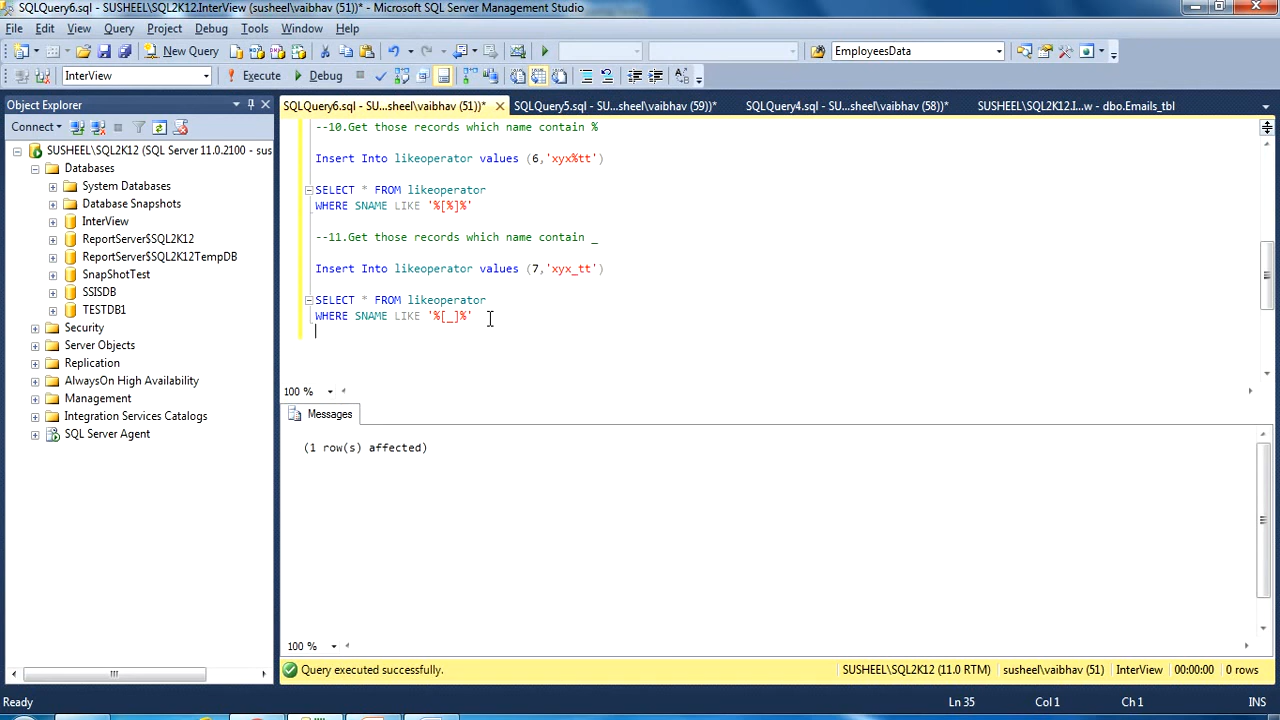 SQLQuery6.sql - SUSHEEL\SQL2K12.InterView (susheel\vaibhav (51))* - Microsoft SQL Server Management Studio
File Edit View Query Project Debug Tools Window Help
New Query EmployeesData
InterView Execute Debug
Object Explorer
SQLQuery6.sql - SU...sheel\vaibhav (51))* SQLQuery5.sql - SU...sheel\vaibhav (59))* SQLQuery4.sql - SU...sheel\vaibhav (58))* SUSHEEL\SQL2K12.I...w - dbo.Emails_tbl
Connect
SUSHEEL\SQL2K12 (SQL Server 11.0.2100 - sus
Databases
System Databases
Database Snapshots
InterView
ReportServer$SQL2K12
ReportServer$SQL2K12TempDB
SnapShotTest
SSISDB
TESTDB1
Security
Server Objects
Replication
AlwaysOn High Availability
Management
Integration Services Catalogs
SQL Server Agent
--10.Get those records which name contain %
Insert Into likeoperator values (6,'xyx%tt')
SELECT * FROM likeoperator
WHERE SNAME LIKE '%[%]%'
--11.Get those records which name contain _
Insert Into likeoperator values (7,'xyx_tt')
SELECT * FROM likeoperator
WHERE SNAME LIKE '%[_]%'
100 %
Messages
(1 row(s) affected)
100 %
Query executed successfully. SUSHEEL\SQL2K12 (11.0 RTM) susheel\vaibhav (51) InterView 00:00:00 0 rows
Ready Ln 35 Col 1 Ch 1 INS